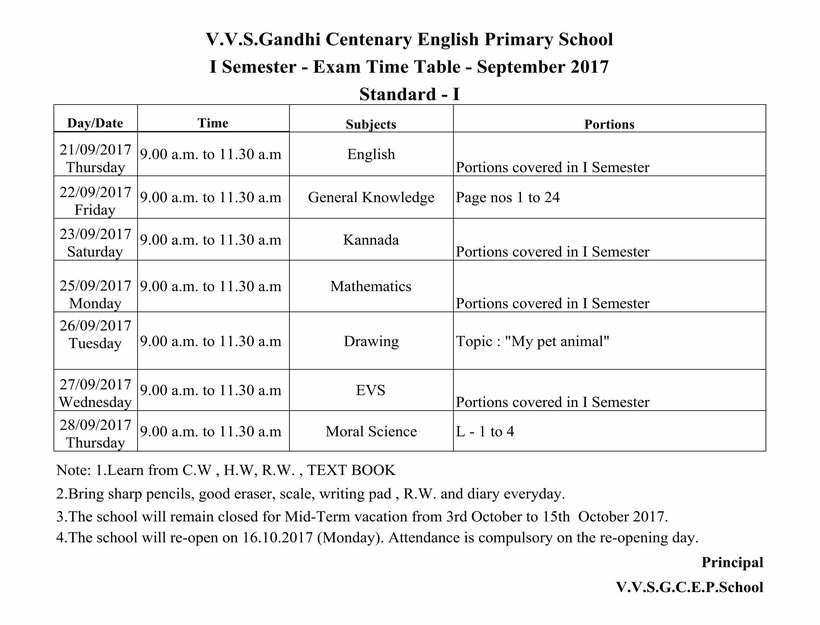 V.V.S.Gandhi Centenary English Primary School
I Semester - Exam Time Table - September 2017
Standard - I
Day/Date Time Subjects Portions
21/09/2017 Thursday 9.00 a.m. to 11.30 a.m English Portions covered in I Semester
22/09/2017 Friday 9.00 a.m. to 11.30 a.m General Knowledge Page nos 1 to 24
23/09/2017 Saturday 9.00 a.m. to 11.30 a.m Kannada Portions covered in I Semester
25/09/2017 Monday 9.00 a.m. to 11.30 a.m Mathematics Portions covered in I Semester
26/09/2017 Tuesday 9.00 a.m. to 11.30 a.m Drawing Topic : "My pet animal"
27/09/2017 Wednesday 9.00 a.m. to 11.30 a.m EVS Portions covered in I Semester
28/09/2017 Thursday 9.00 a.m. to 11.30 a.m Moral Science L - 1 to 4
Note: 1.Learn from C.W , H.W, R.W. , TEXT BOOK
2.Bring sharp pencils, good eraser, scale, writing pad , R.W. and diary everyday.
3.The school will remain closed for Mid-Term vacation from 3rd October to 15th October 2017.
4.The school will re-open on 16.10.2017 (Monday). Attendance is compulsory on the re-opening day.
Principal
V.V.S.G.C.E.P.School